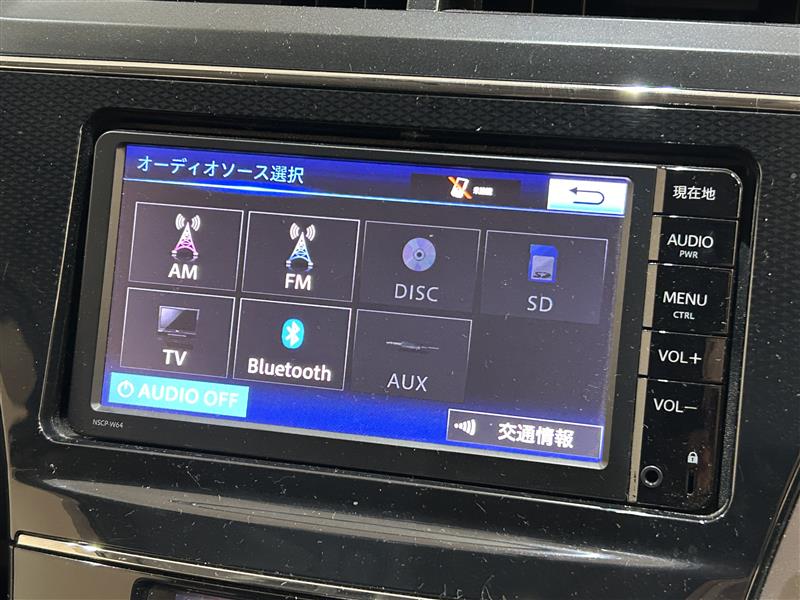 オーディオソース選択
現在地
AM
FM
DISC
SD
AUDIO
PWR
TV
Bluetooth
AUX
MENU
CTRL
VOL+
AUDIO OFF
交通情報
VOL−
NSCP-W64